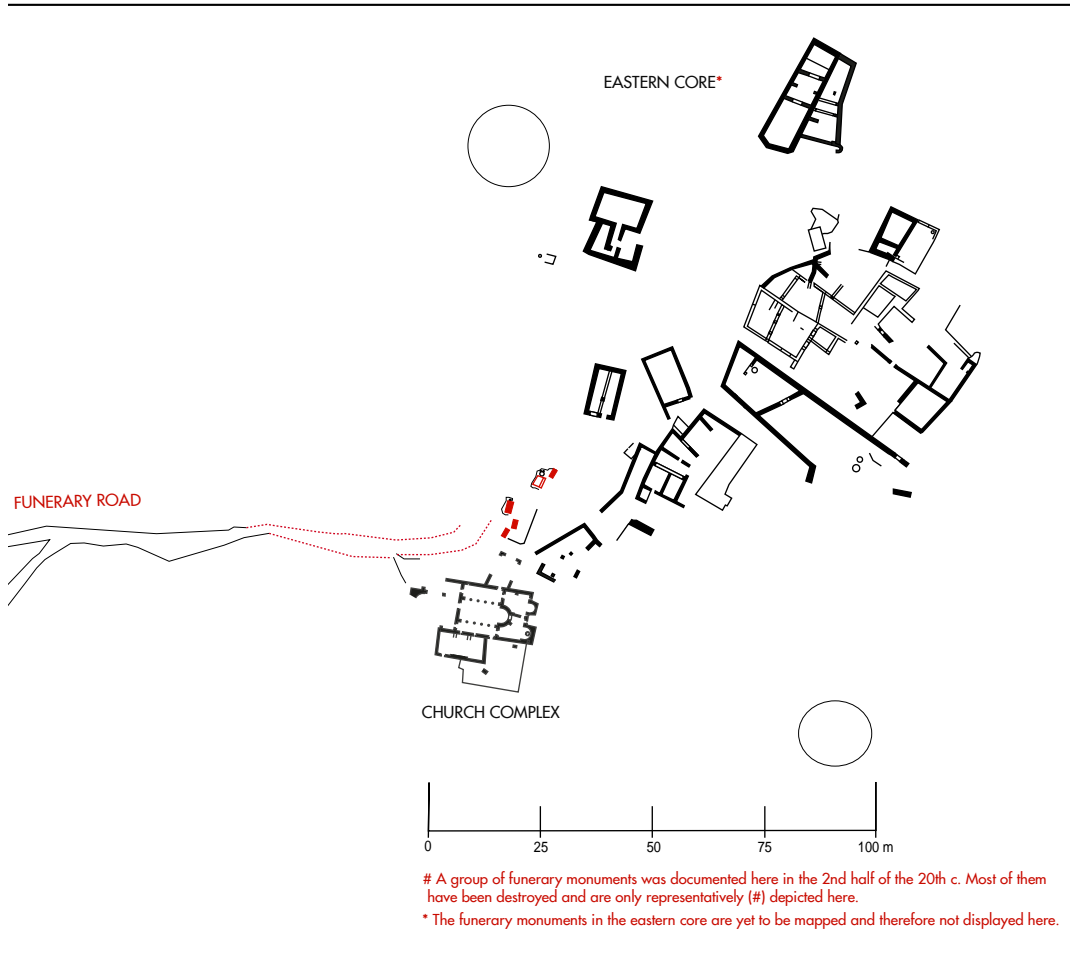 EASTERN CORE*
FUNERARY ROAD
CHURCH COMPLEX
0 25 50 75 100 m
# A group of funerary monuments was documented here in the 2nd half of the 20th c. Most of them
have been destroyed and are only representatively (#) depicted here.
* The funerary monuments in the eastern core are yet to be mapped and therefore not displayed here.